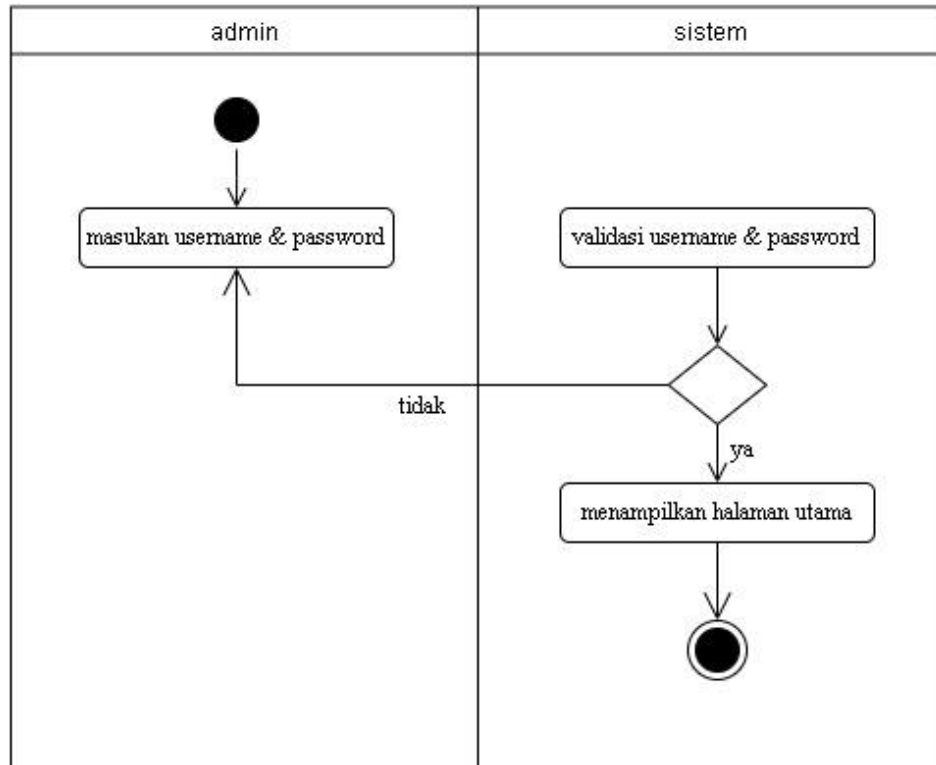 admin
sistem
masukan username & password
validasi username & password
tidak
ya
menampilkan halaman utama